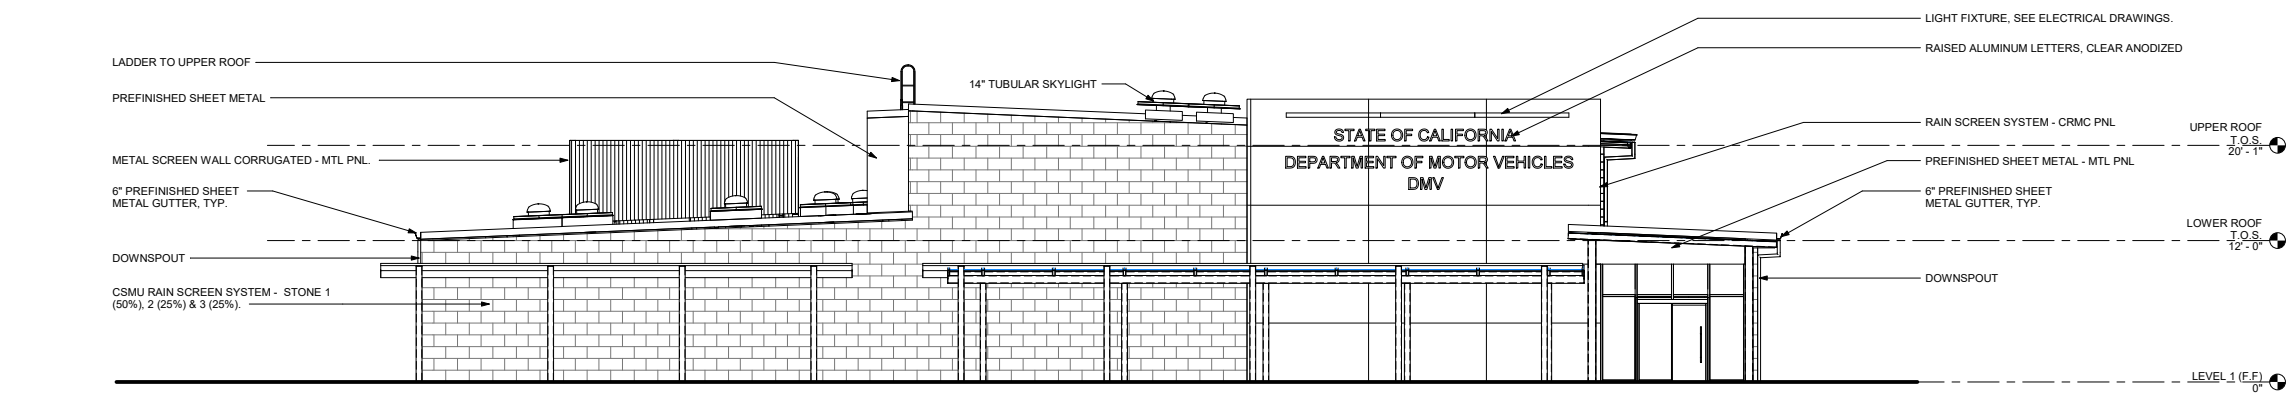 LIGHT FIXTURE, SEE ELECTRICAL DRAWINGS.
RAISED ALUMINUM LETTERS, CLEAR ANODIZED
LADDER TO UPPER ROOF
14" TUBULAR SKYLIGHT
PREFINISHED SHEET METAL
STATE OF CALIFORNIA
DEPARTMENT OF MOTOR VEHICLES
DMV
RAIN SCREEN SYSTEM - CRMC PNL
UPPER ROOF
T.O.S.
20' - 1"
METAL SCREEN WALL CORRUGATED - MTL PNL.
PREFINISHED SHEET METAL - MTL PNL
6" PREFINISHED SHEET
METAL GUTTER, TYP.
6" PREFINISHED SHEET
METAL GUTTER, TYP.
LOWER ROOF
T.O.S.
12' - 0"
DOWNSPOUT
DOWNSPOUT
CSMU RAIN SCREEN SYSTEM - STONE 1
(50%), 2 (25%) & 3 (25%).
LEVEL 1 (F.F)
0"